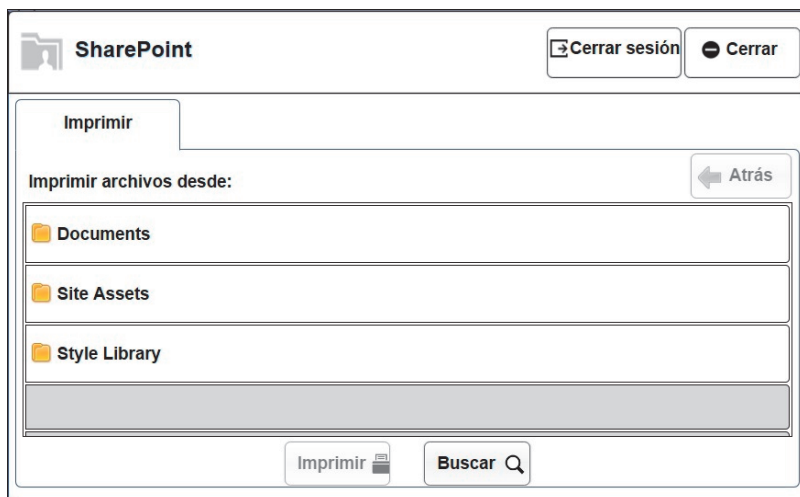 SharePoint
Cerrar sesión
Cerrar
Imprimir
Imprimir archivos desde:
Atrás
Documents
Site Assets
Style Library
Imprimir
Buscar